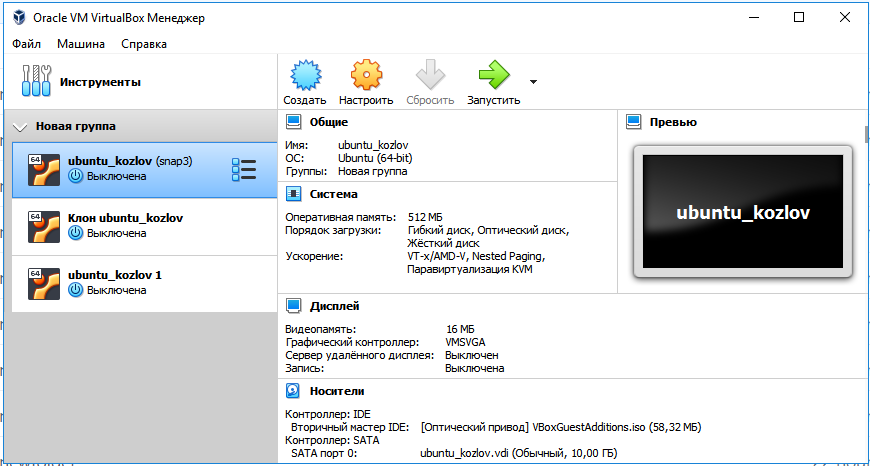 Oracle VM VirtualBox Менеджер
Файл Машина Справка
Инструменты
Создать Настроить Сбросить Запустить
Новая группа
64 ubuntu_kozlov (snap3)
Выключена
64 Клон ubuntu_kozlov
Выключена
64 ubuntu_kozlov 1
Выключена
Общие
Имя: ubuntu_kozlov
ОС: Ubuntu (64-bit)
Группы: Новая группа
Система
Оперативная память: 512 МБ
Порядок загрузки: Гибкий диск, Оптический диск,
Жёсткий диск
Ускорение: VT-x/AMD-V, Nested Paging,
Паравиртуализация KVM
Превью
ubuntu_kozlov
Дисплей
Видеопамять: 16 МБ
Графический контроллер: VMSVGA
Сервер удалённого дисплея: Выключен
Запись: Выключена
Носители
Контроллер: IDE
Вторичный мастер IDE: [Оптический привод] VBoxGuestAdditions.iso (58,32 МБ)
Контроллер: SATA
SATA порт 0: ubuntu_kozlov.vdi (Обычный, 10,00 ГБ)